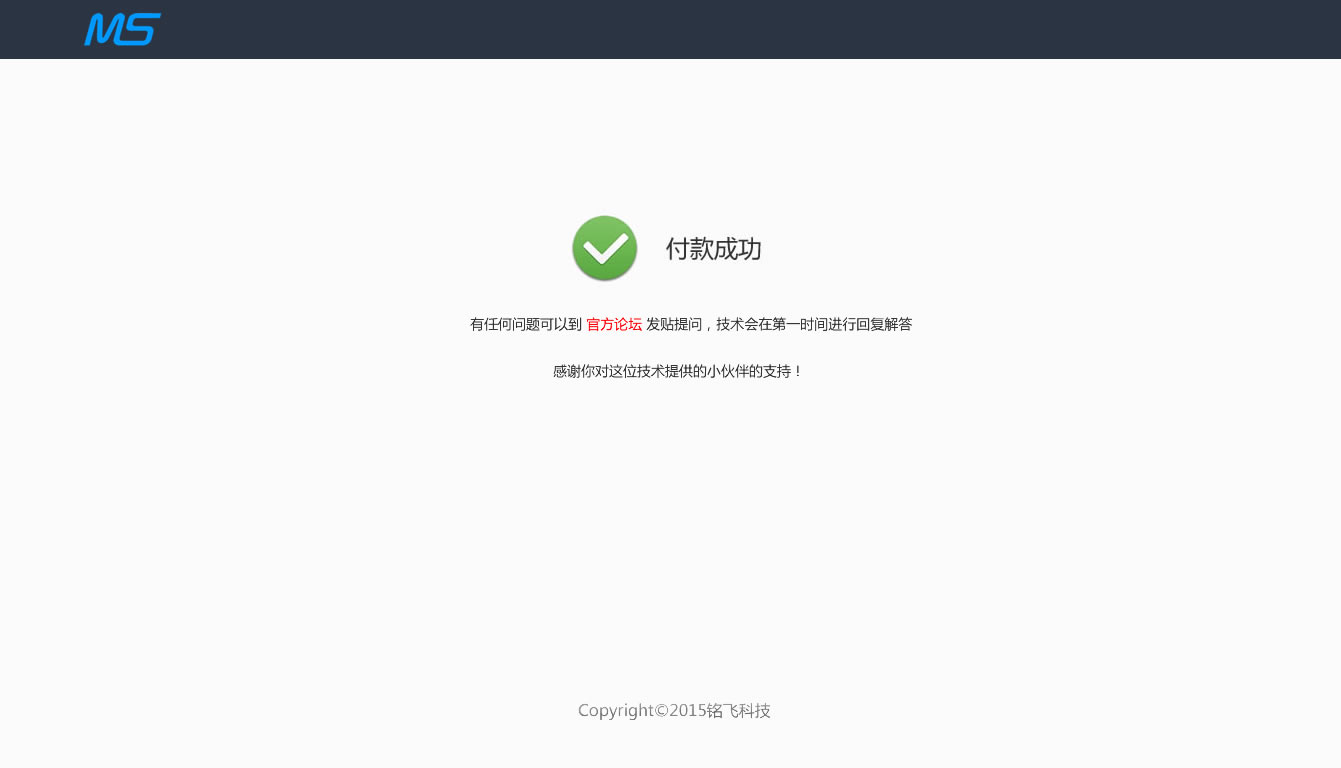 MS
付款成功
有任何问题可以到 官方论坛 发贴提问，技术会在第一时间进行回复解答
感谢你对这位技术提供的小伙伴的支持！
Copyright©2015铭飞科技